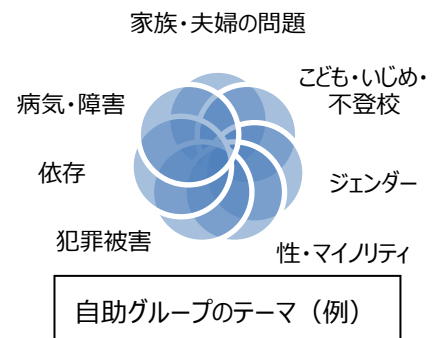 家族・夫婦の問題
こども・いじめ・
不登校
病気・障害
依存
ジェンダー
犯罪被害
性・マイノリティ
自助グループのテーマ（例）